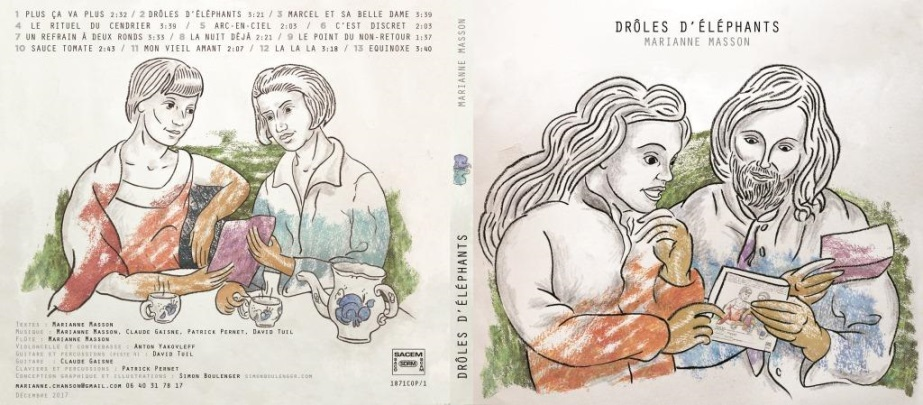 1 PLUS ÇA VA PLUS 2:32 / 2 DRÔLES D'ÉLÉPHANTS 3:21 / 3 MARCEL ET SA BELLE DAME 3:39
4 LE RITUEL DU CENDRIER 3:39 / 5 ARC-EN-CIEL 2:03 / 6 C'EST DISCRET 2:03
7 UN REFRAIN À DEUX RONDS 3:33 / 8 LA NUIT DÉJÀ 2:21 / 9 LE POINT DU NON-RETOUR 1:37
10 SAUCE TOMATE 2:43 / 11 MON VIEIL AMANT 2:07 / 12 LA LA LA 3:18 / 13 EQUINOXE 3:40
TEXTES : MARIANNE MASSON
MUSIQUE : MARIANNE MASSON, CLAUDE GAISNE, PATRICK PERNET, DAVID TUIL
FLÛTE : MARIANNE MASSON
VIOLONCELLE ET CONTREBASSE : ANTON YAKOVLEFF
GUITARE ET PERCUSSIONS : DAVID TUIL
GUITARE : CLAUDE GAISNE
CLAVIERS ET PERCUSSIONS : PATRICK PERNET
CONCEPTION GRAPHIQUE ET ILLUSTRATIONS : SIMON BOULENGER SIMONBOULENGER.COM
MARIANNE.CHANSON@GMAIL.COM 06 40 31 78 17
DÉCEMBRE 2017
SACEM
SDRM
1871COP/1
MARIANNE MASSON
DRÔLES D'ÉLÉPHANTS
DRÔLES D'ÉLÉPHANTS
MARIANNE MASSON